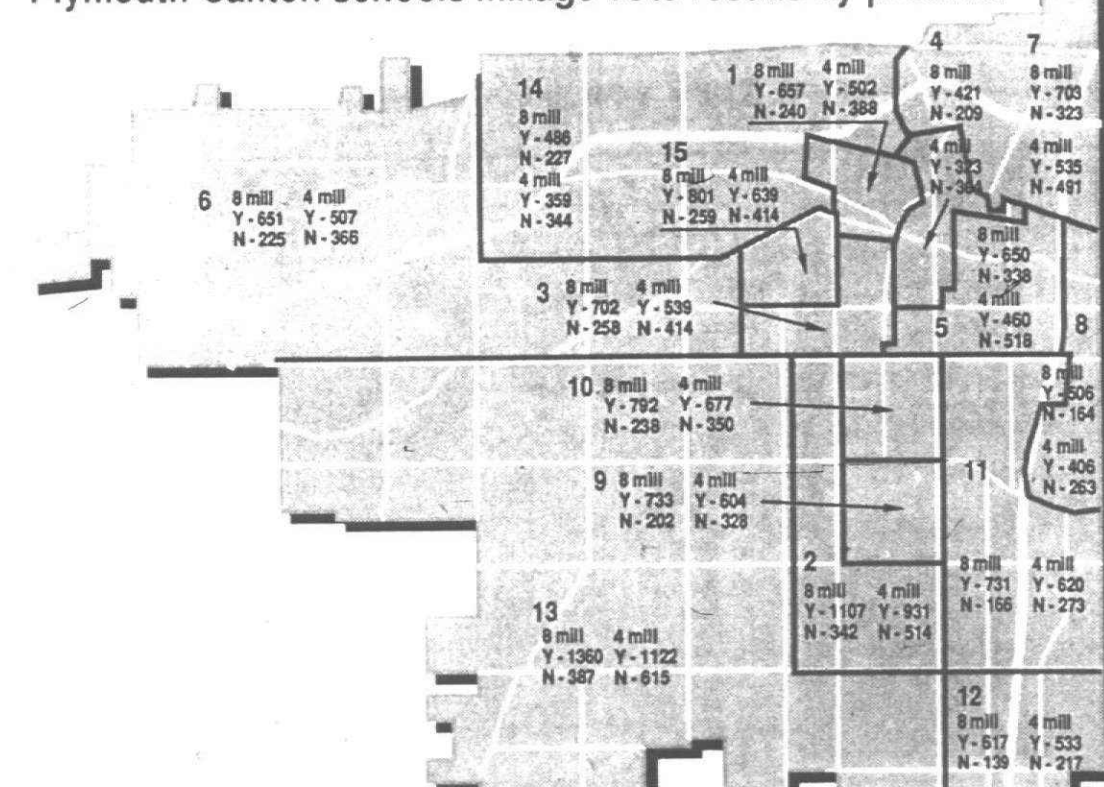 Plymouth-Canton schools millage vote results by precinct
1
8 mill 4 mill
Y - 657 Y - 502
N - 240 N - 388
4
8 mill
Y - 421
N - 209
4 mill
Y - 323
N -
7
8 mill
Y - 703
N - 323
4 mill
Y - 535
N - 491
14
8 mill
Y - 486
N - 227
4 mill
Y - 359
N - 344
15
8 mill 4 mill
Y - 801 Y - 639
N - 259 N - 414
6
8 mill 4 mill
Y - 651 Y - 507
N - 225 N - 366
8 mill
Y - 650
N - 338
4 mill
Y - 460
N - 518
5
3
8 mill 4 mill
Y - 702 Y - 539
N - 258 N - 414
8
8 mill
Y - 506
N - 164
4 mill
Y - 406
N - 263
10
8 mill 4 mill
Y - 792 Y - 677
N - 238 N - 350
9
8 mill 4 mill
Y - 733 Y - 604
N - 202 N - 328
11
8 mill 4 mill
Y - 731 Y - 620
N - 166 N - 273
2
8 mill 4 mill
Y - 1107 Y - 931
N - 342 N - 514
13
8 mill 4 mill
Y - 1360 Y - 1122
N - 387 N - 615
12
8 mill 4 mill
Y - 617 Y - 533
N - 139 N - 217